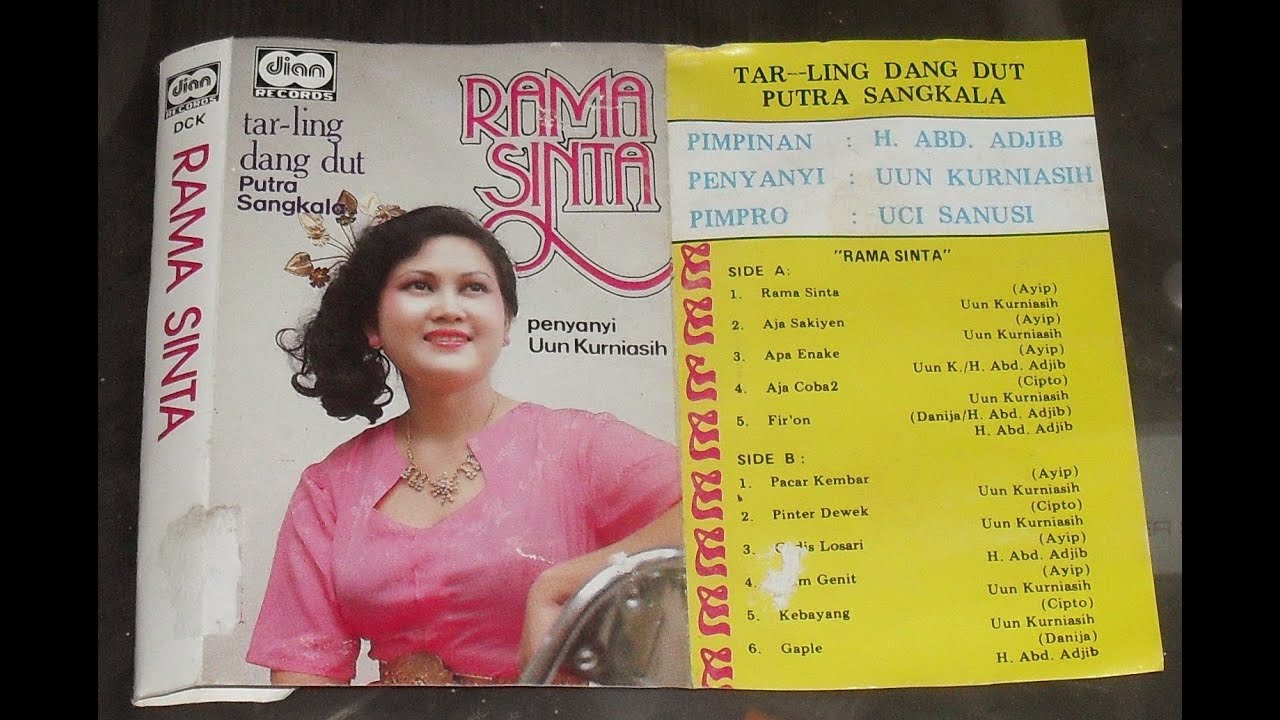 dian
RECORDS
DCK
RAMA SINTA
dian
RECORDS
tar-ling
dang dut
Putra
Sangkala
RAMA
SINTA
penyanyi
Uun Kurniasih
TAR--LING DANG DUT
PUTRA SANGKALA
PIMPINAN : H. ABD. ADJiB
PENYANYI : UUN KURNIASIH
PIMPRO : UCI SANUSI
"RAMA SINTA"
SIDE A:
1. Rama Sinta (Ayip)
Uun Kurniasih
2. Aja Sakiyen (Ayip)
Uun Kurniasih
3. Apa Enake (Ayip)
Uun K./H. Abd. Adjib
4. Aja Coba2 (Cipto)
Uun Kurniasih
5. Fir'on (Danija/H. Abd. Adjib)
H. Abd. Adjib
SIDE B :
1. Pacar Kembar (Ayip)
Uun Kurniasih
2. Pinter Dewek (Cipto)
Uun Kurniasih
3. Losari (Ayip)
H. Abd. Adjib
4. Genit (Ayip)
Uun Kurniasih
5. Kebayang (Cipto)
Uun Kurniasih
6. Gaple (Danija)
H. Abd. Adjib